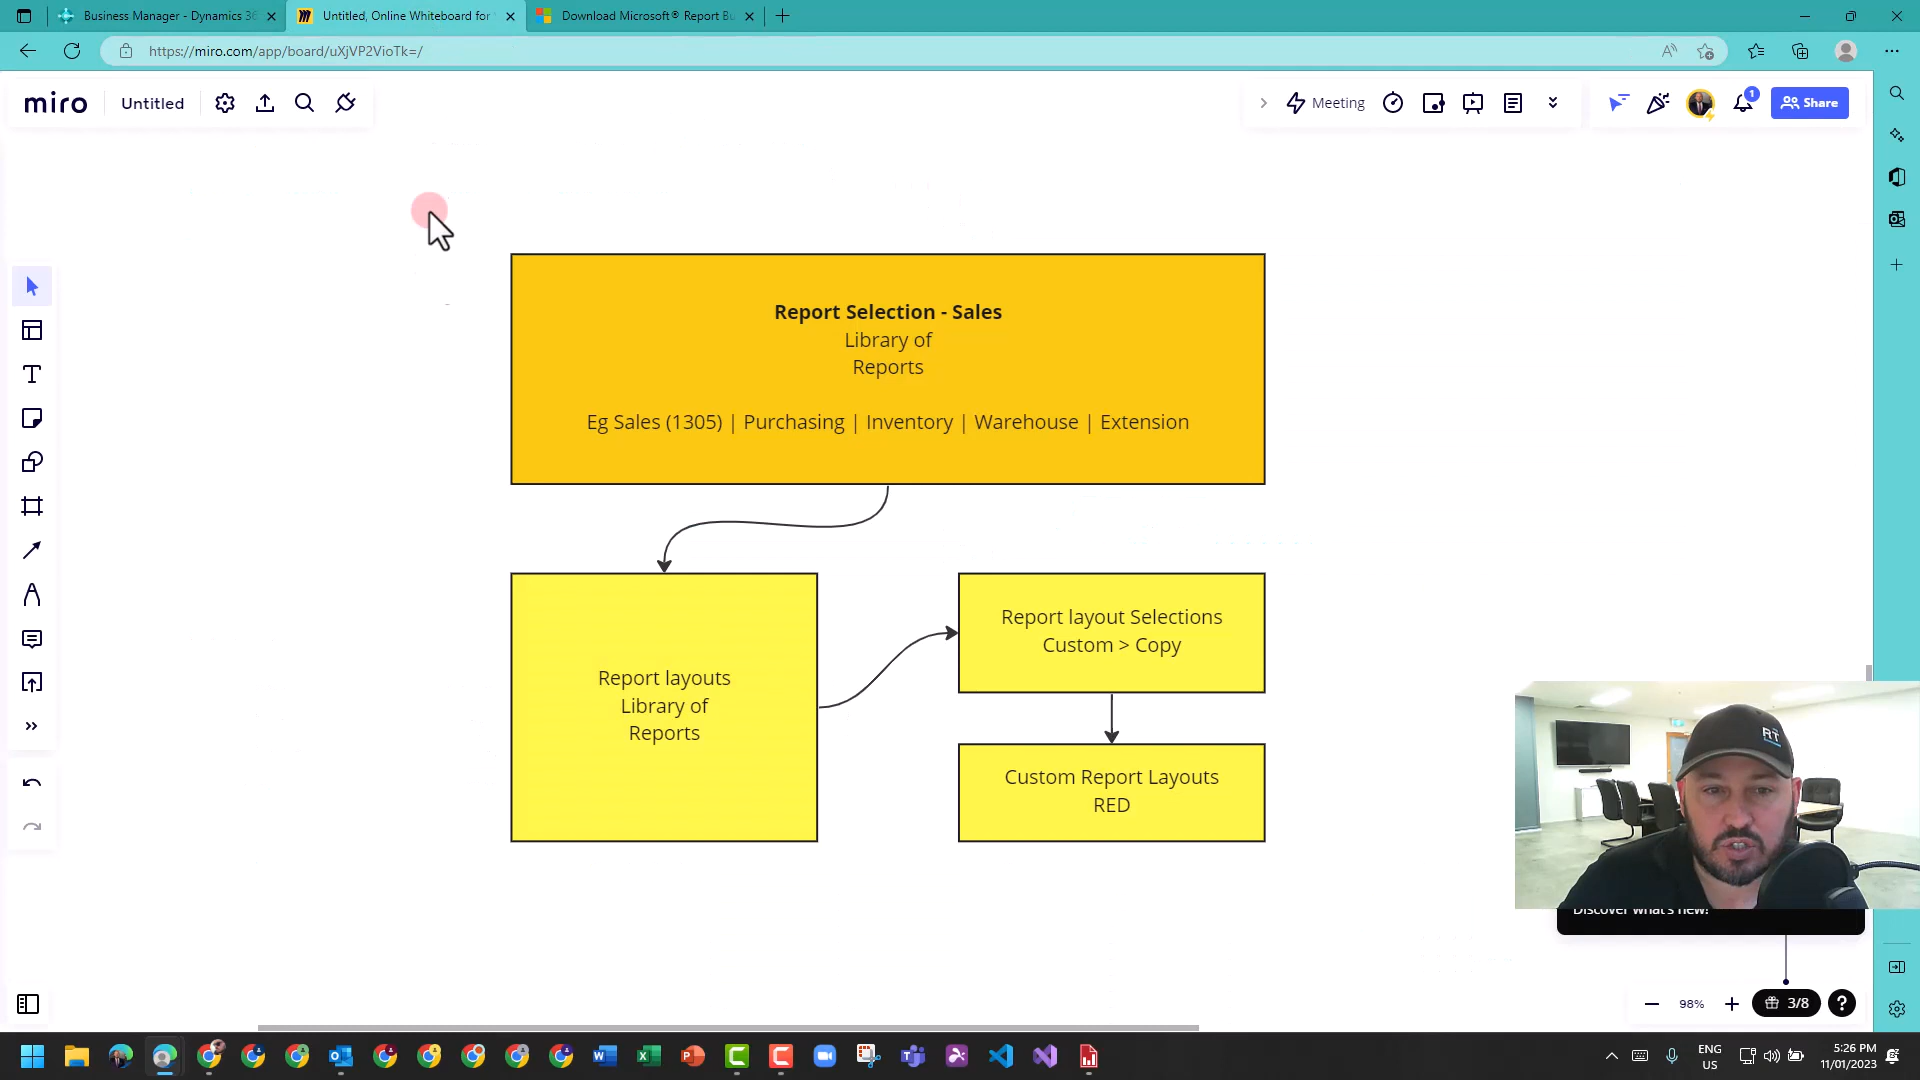 Business Manager - Dynamics 36
Untitled, Online Whiteboard for
Download Microsoft® Report Bu
https://miro.com/app/board/uXjVP2VioTk=/
miro
Untitled
Meeting
1
Share
Report Selection - Sales
Library of
Reports
Eg Sales (1305) | Purchasing | Inventory | Warehouse | Extension
Report layouts
Library of
Reports
Report layout Selections
Custom > Copy
Custom Report Layouts
RED
RT
Discover what's new!
98%
3/8
ENG
US
5:26 PM
11/01/2023